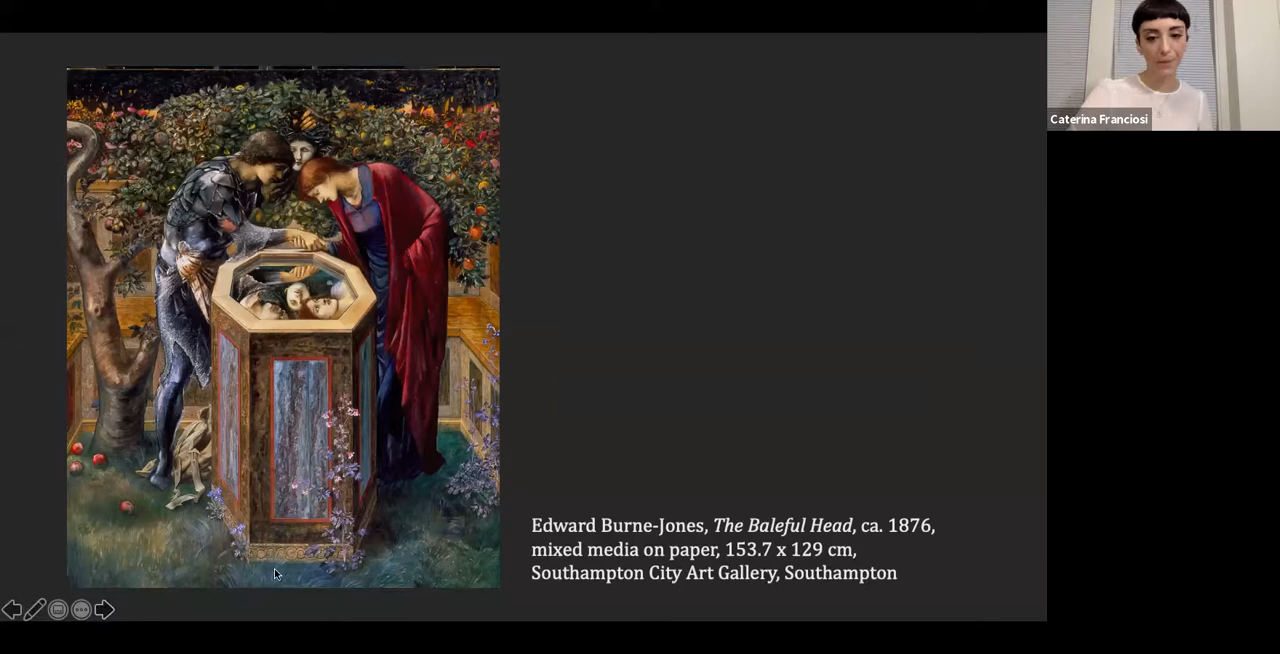 Caterina Franciosi
Edward Burne-Jones, The Baleful Head, ca. 1876,
mixed media on paper, 153.7 x 129 cm,
Southampton City Art Gallery, Southampton